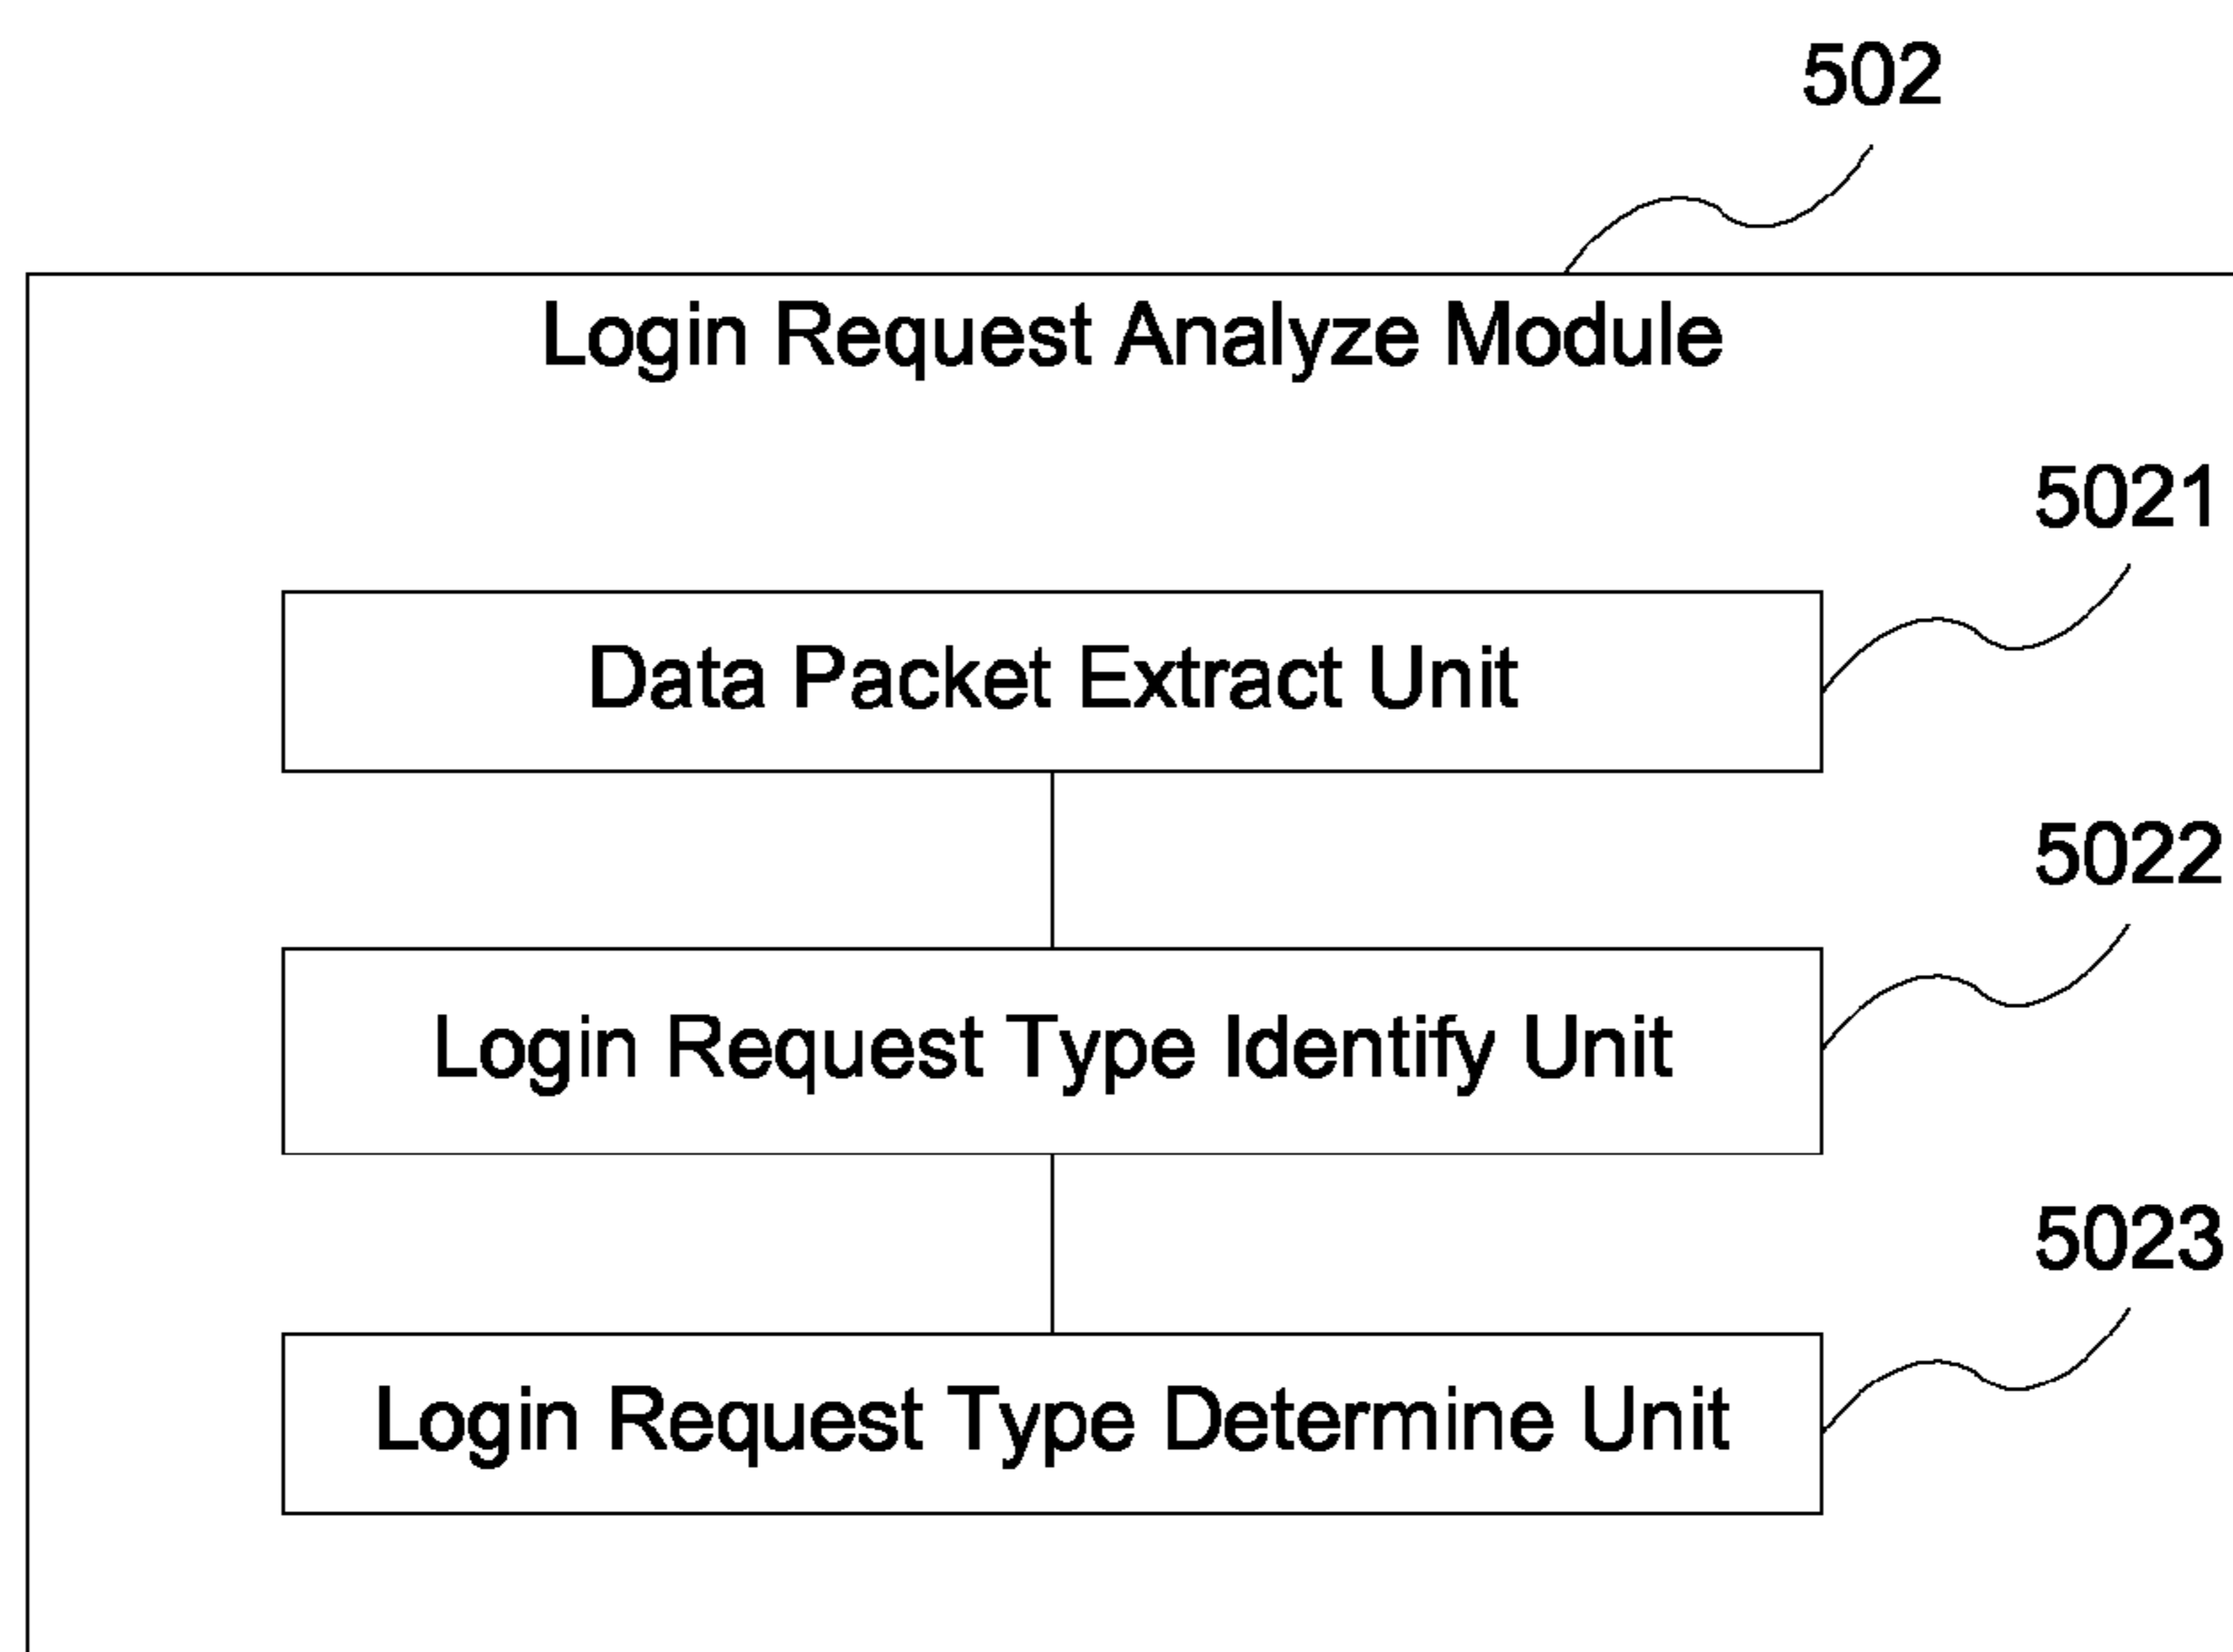 502
Login Request Analyze Module
5021
Data Packet Extract Unit
5022
Login Request Type Identify Unit
5023
Login Request Type Determine Unit